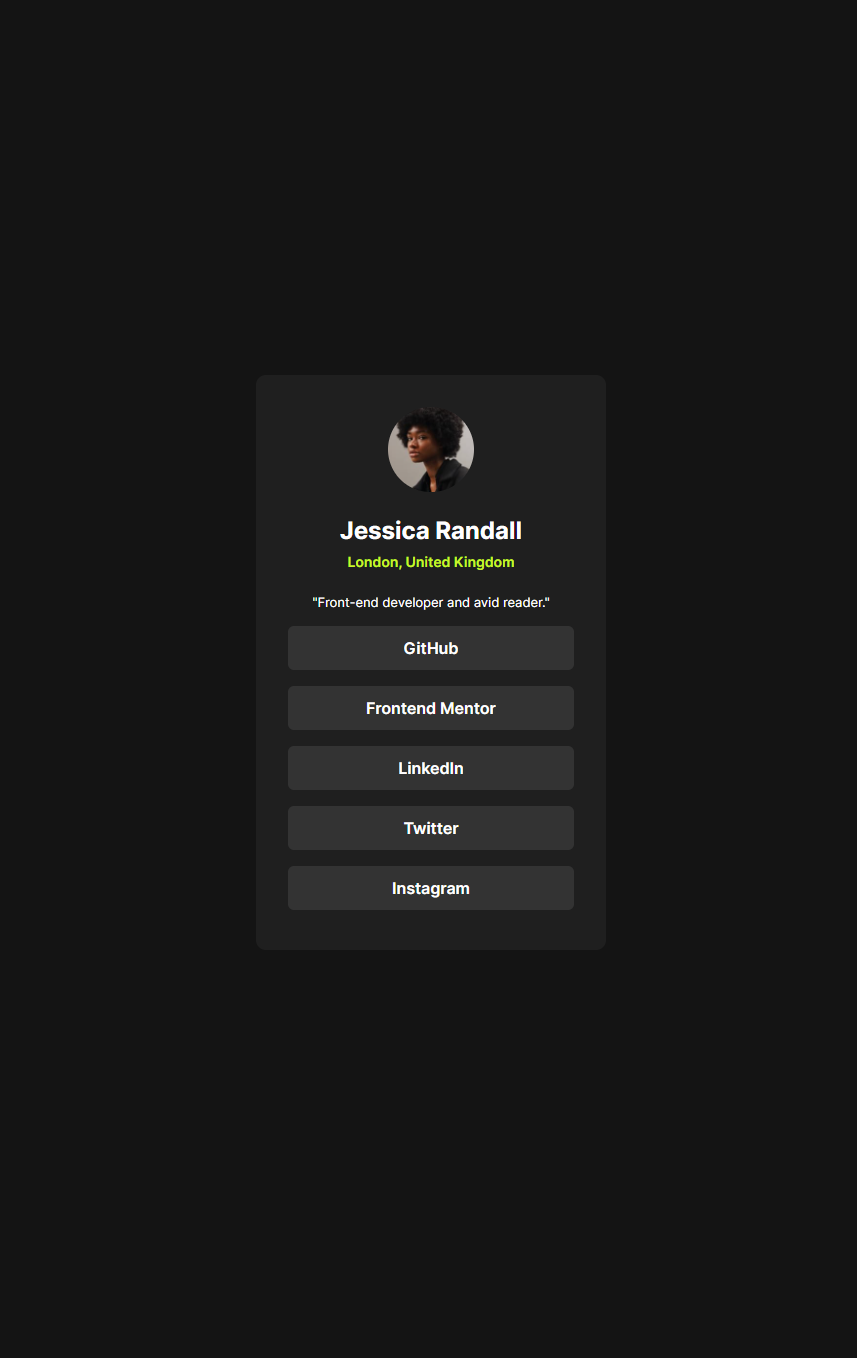 Jessica Randall
London, United Kingdom
"Front-end developer and avid reader."
GitHub
Frontend Mentor
LinkedIn
Twitter
Instagram